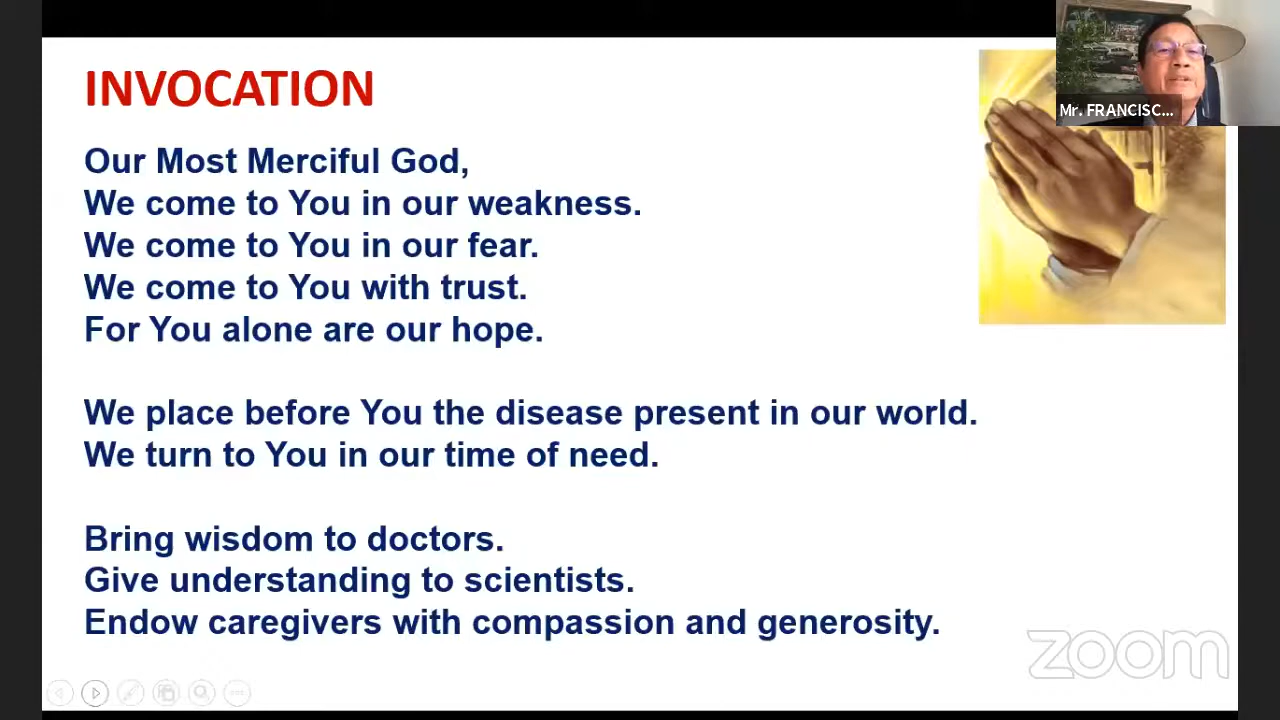 INVOCATION
Mr. FRANCISC...
Our Most Merciful God,
We come to You in our weakness.
We come to You in our fear.
We come to You with trust.
For You alone are our hope.
We place before You the disease present in our world.
We turn to You in our time of need.
Bring wisdom to doctors.
Give understanding to scientists.
Endow caregivers with compassion and generosity.
zoom